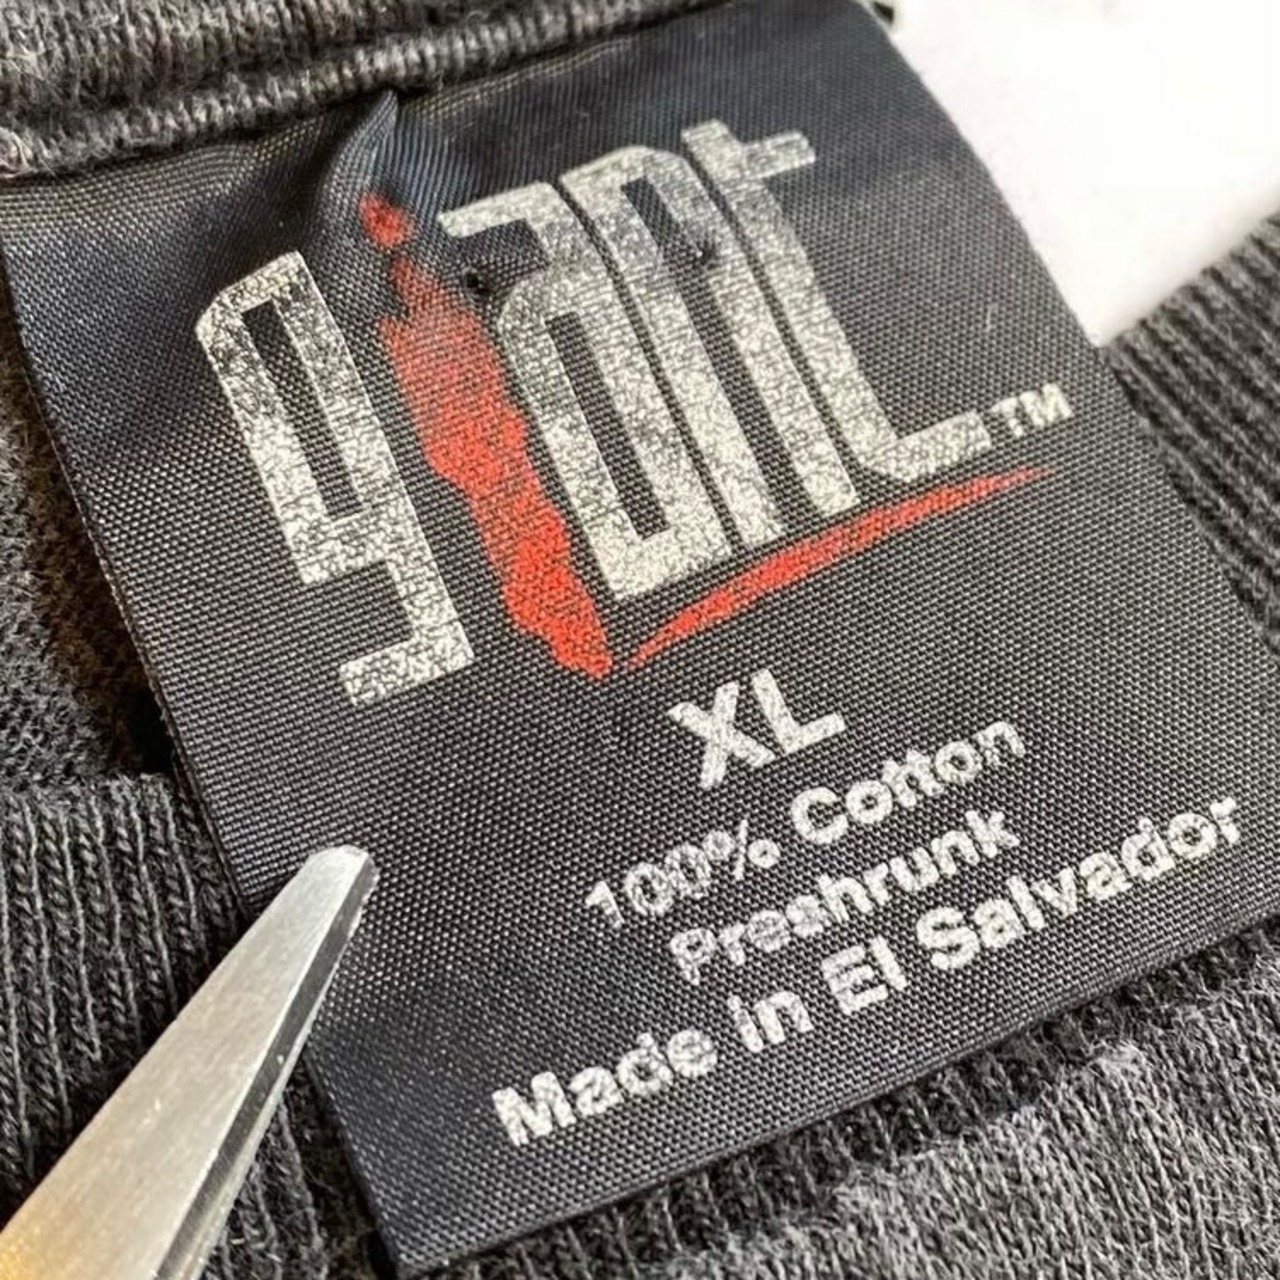 giant™
XL
100% Cotton
Preshrunk
Made in El Salvador